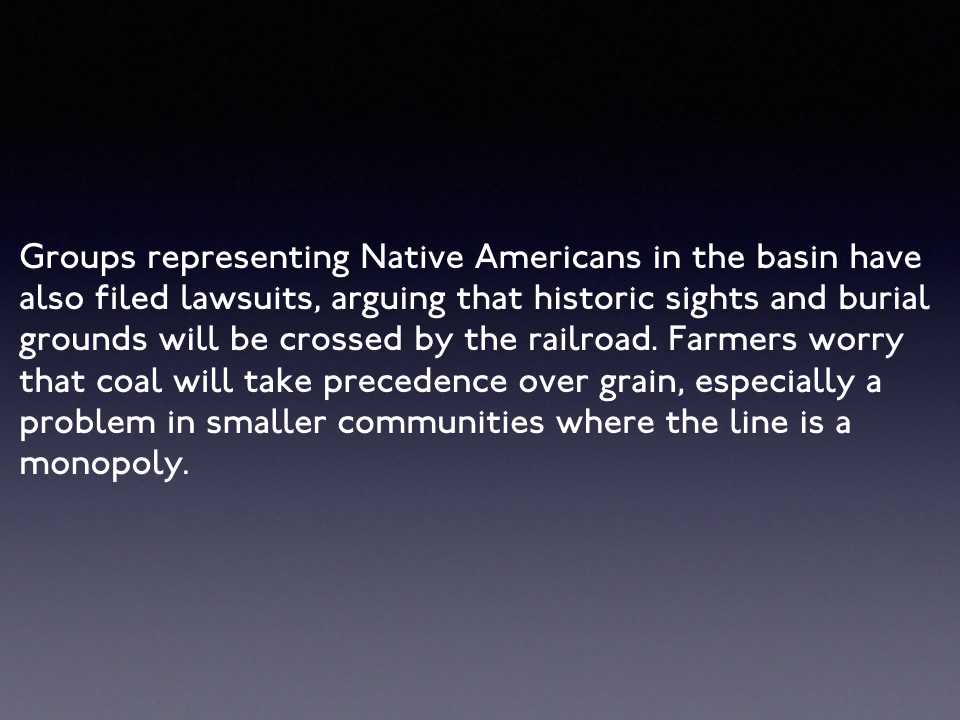 Groups representing Native Americans in the basin have
also filed lawsuits, arguing that historic sights and burial
grounds will be crossed by the railroad. Farmers worry
that coal will take precedence over grain, especially a
problem in smaller communities where the line is a
monopoly.